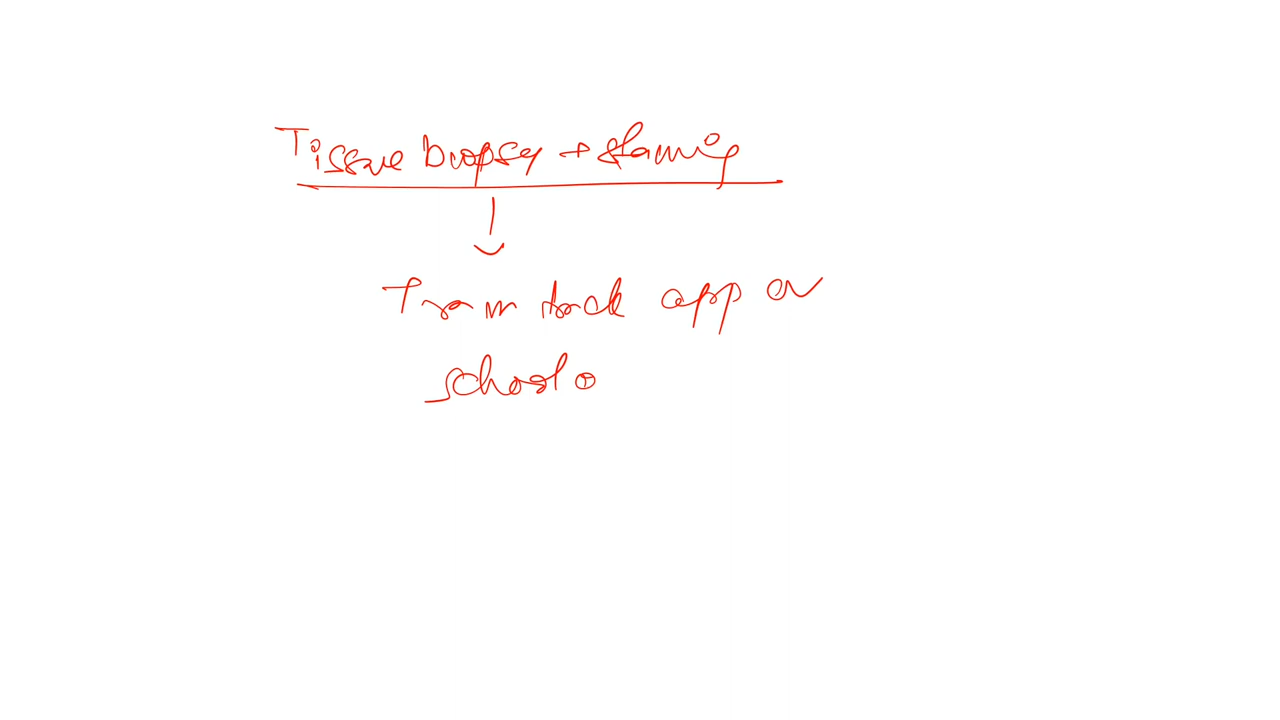 Tissue biopsy + staining
Tram track app or
school o